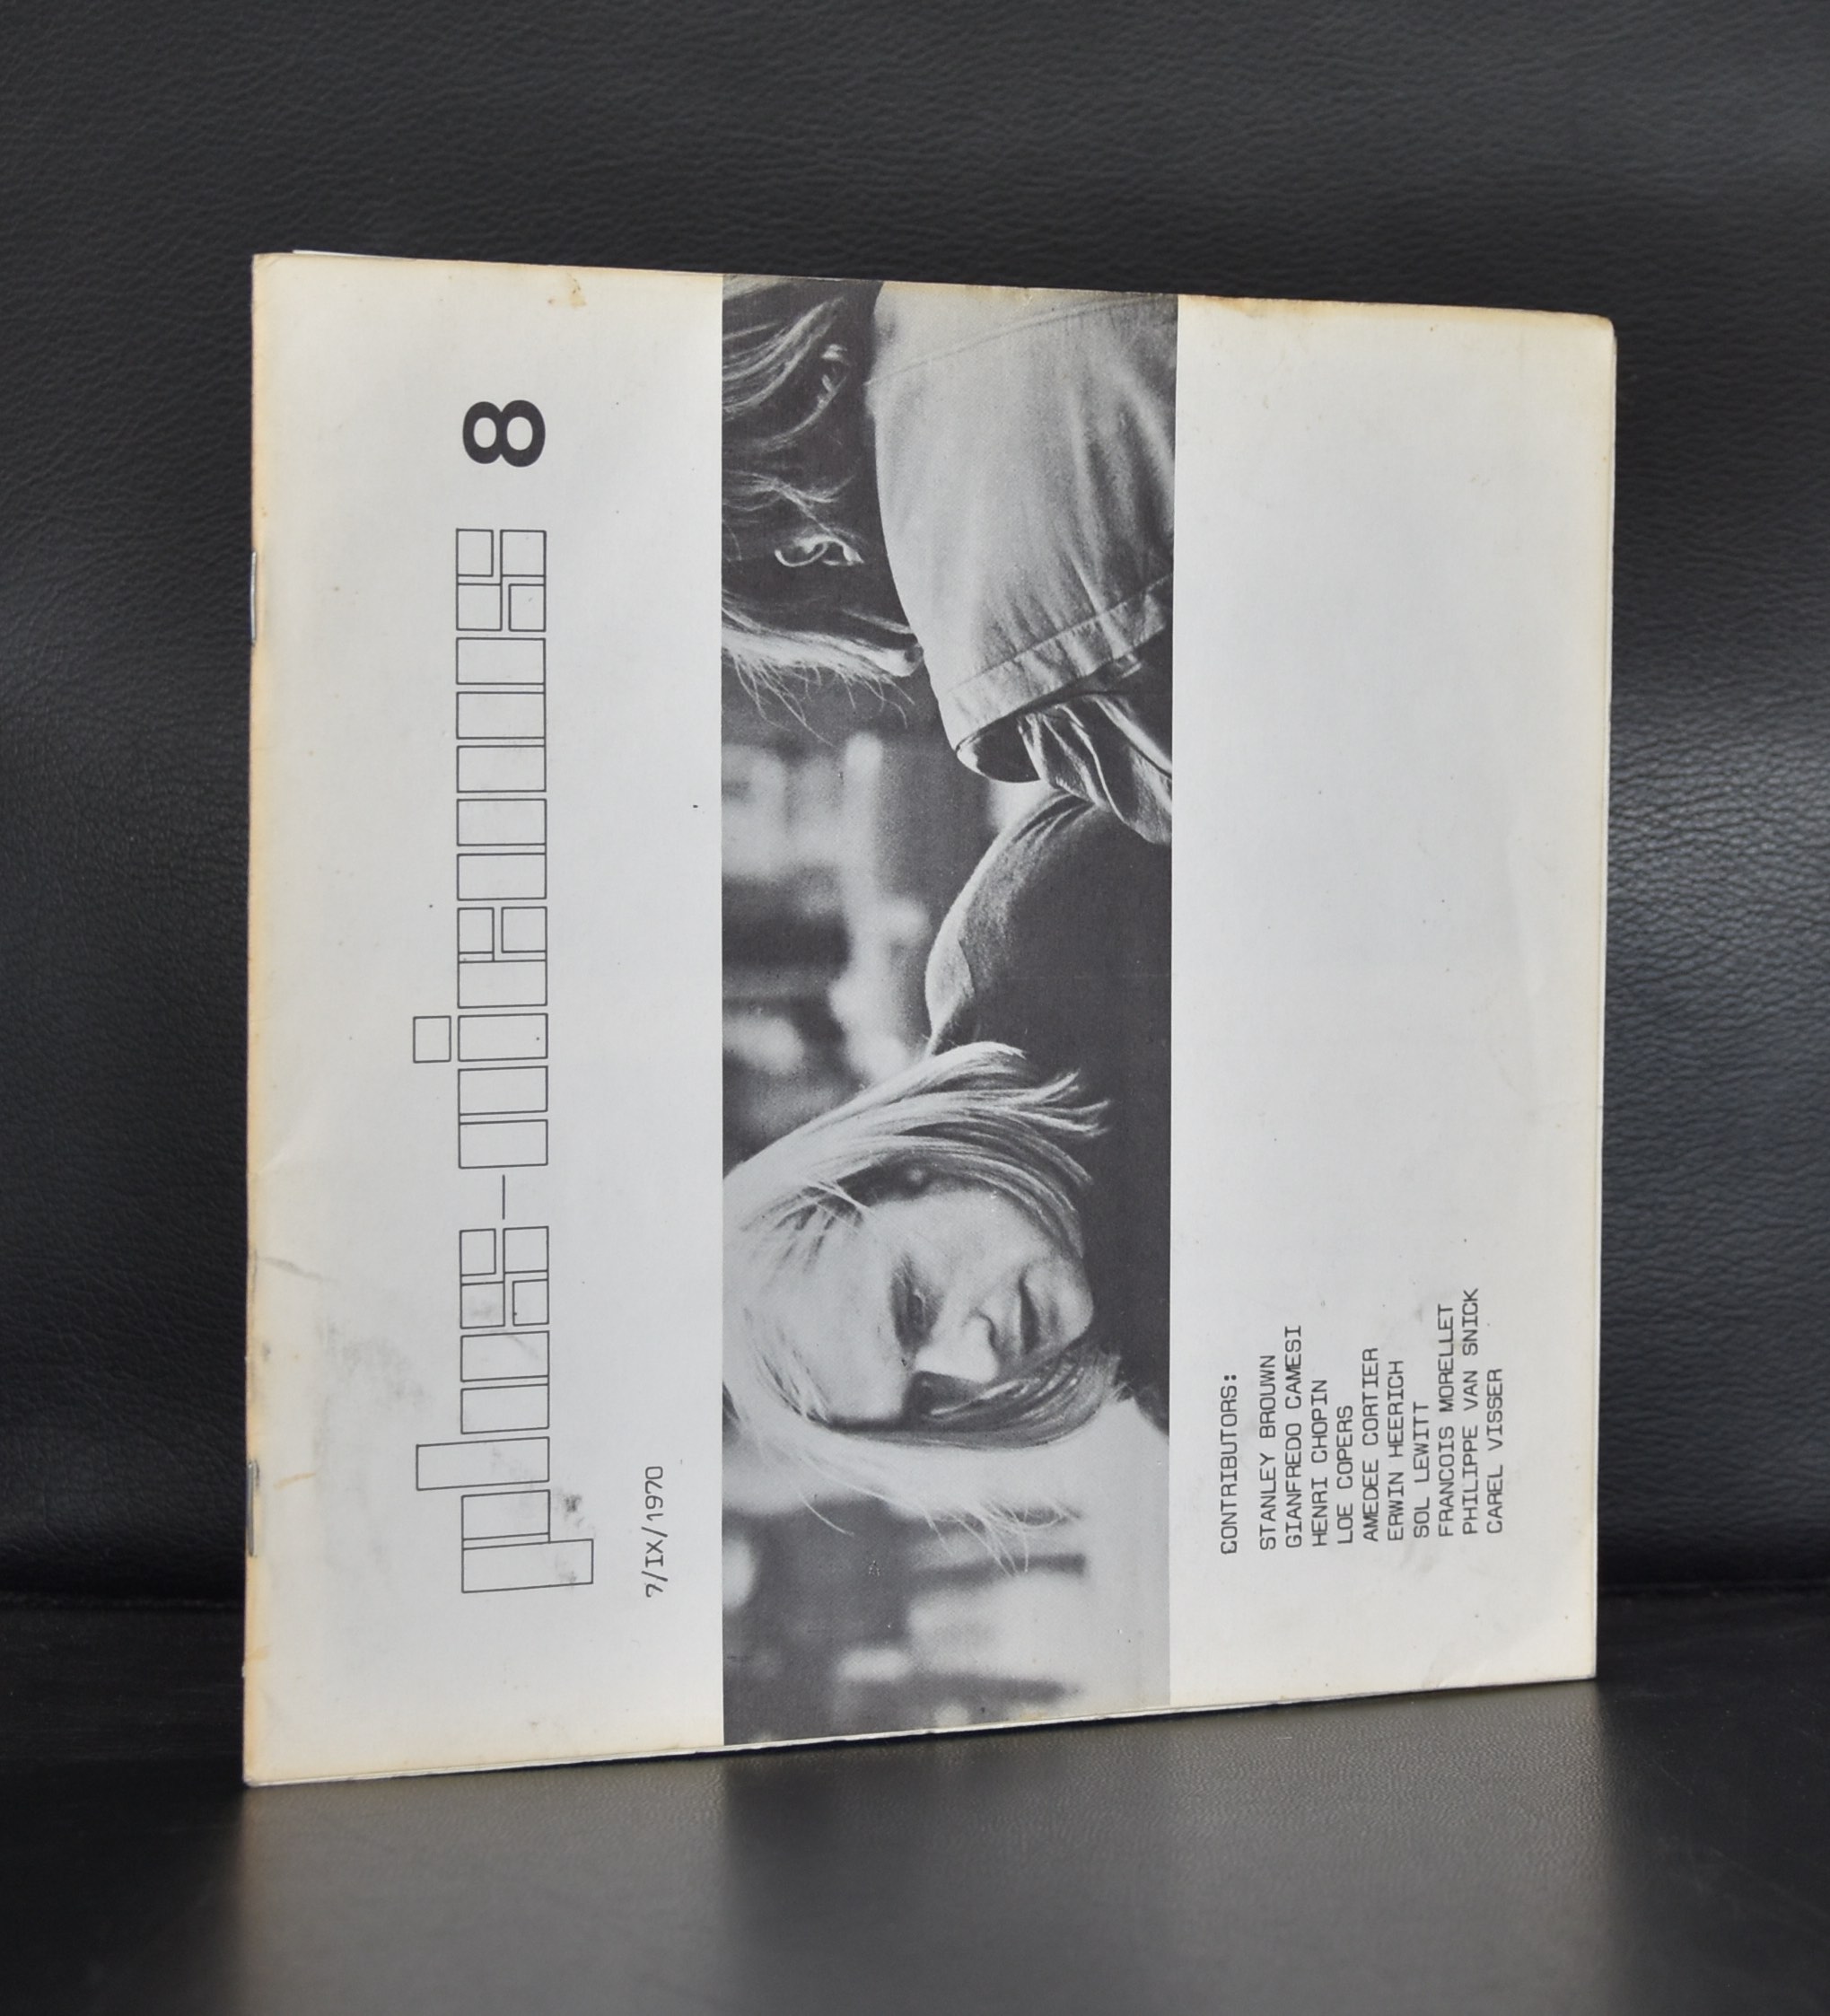 plus-minus 8
7/IX/1970
CONTRIBUTORS:
STANLEY BROUWN
GIANFREDO CAMESI
HENRI CHOPIN
LOE COPERS
AMEDEE CORTIER
ERWIN HEERICH
SOL LEWITT
FRANCOIS MORELLET
PHILIPPE VAN SNICK
CAREL VISSER